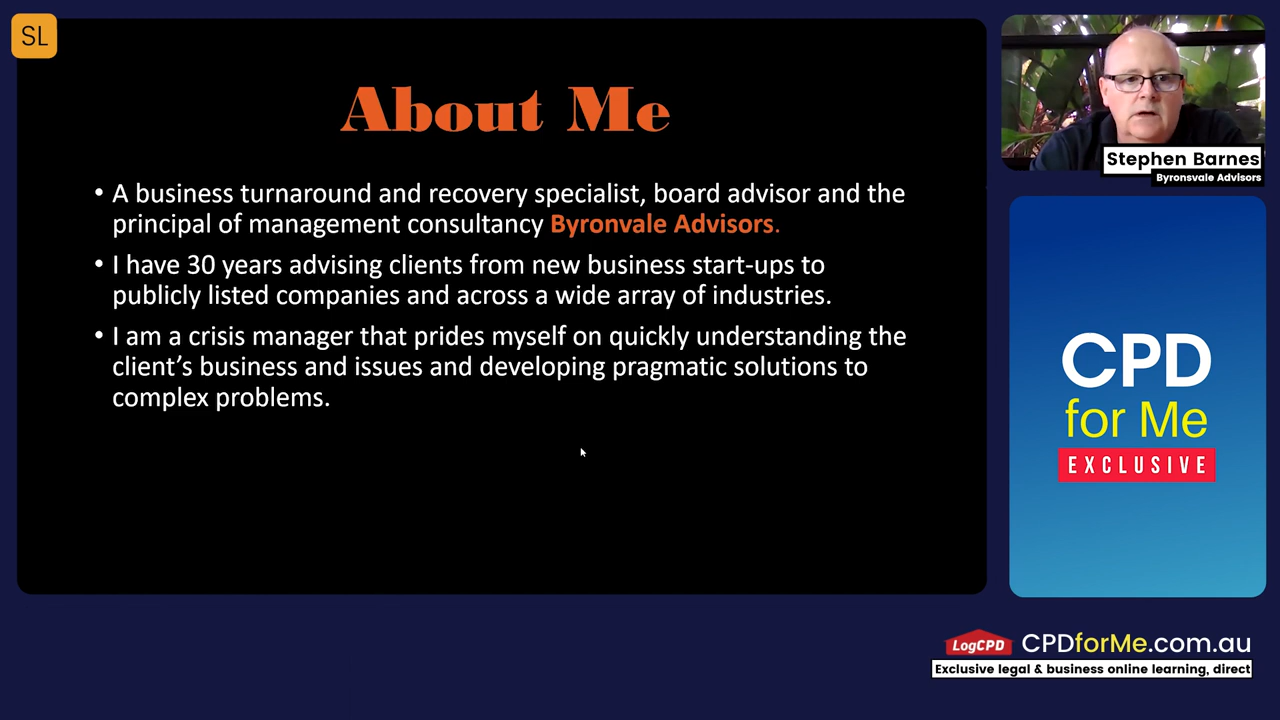 SL
About Me
• A business turnaround and recovery specialist, board advisor and the
principal of management consultancy Byronvale Advisors.
• I have 30 years advising clients from new business start-ups to
publicly listed companies and across a wide array of industries.
• I am a crisis manager that prides myself on quickly understanding the
client’s business and issues and developing pragmatic solutions to
complex problems.
Stephen Barnes
Byronsvale Advisors
CPD
for Me
EXCLUSIVE
LogCPD CPDforMe.com.au
Exclusive legal & business online learning, direct